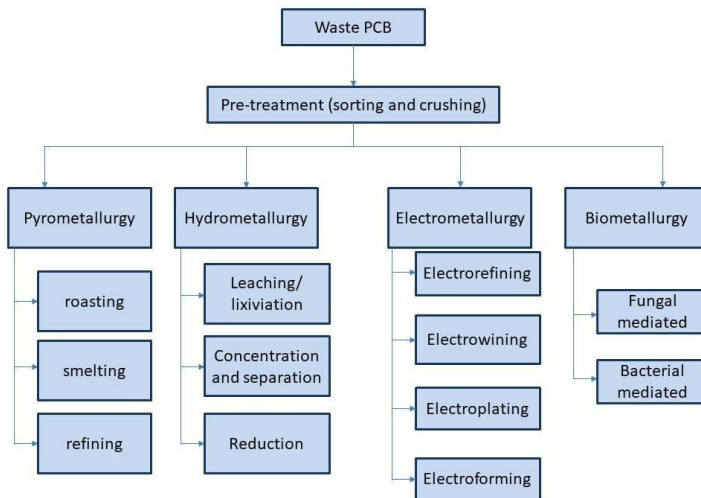 Waste PCB
Pre-treatment (sorting and crushing)
Pyrometallurgy
Hydrometallurgy
Electrometallurgy
Biometallurgy
roasting
smelting
refining
Leaching/
lixiviation
Concentration
and separation
Reduction
Electrorefining
Electrowining
Electroplating
Electroforming
Fungal
mediated
Bacterial
mediated